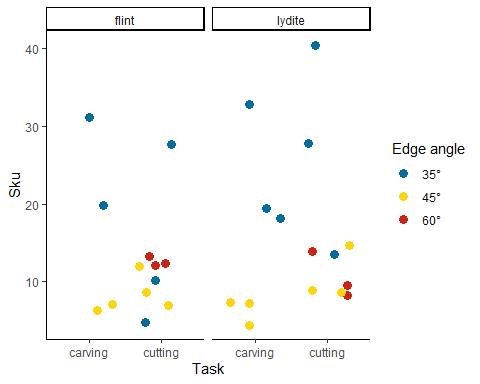 flint lydite
40
30
20
10
Sku
carving cutting carving cutting
Task
Edge angle
35°
45°
60°